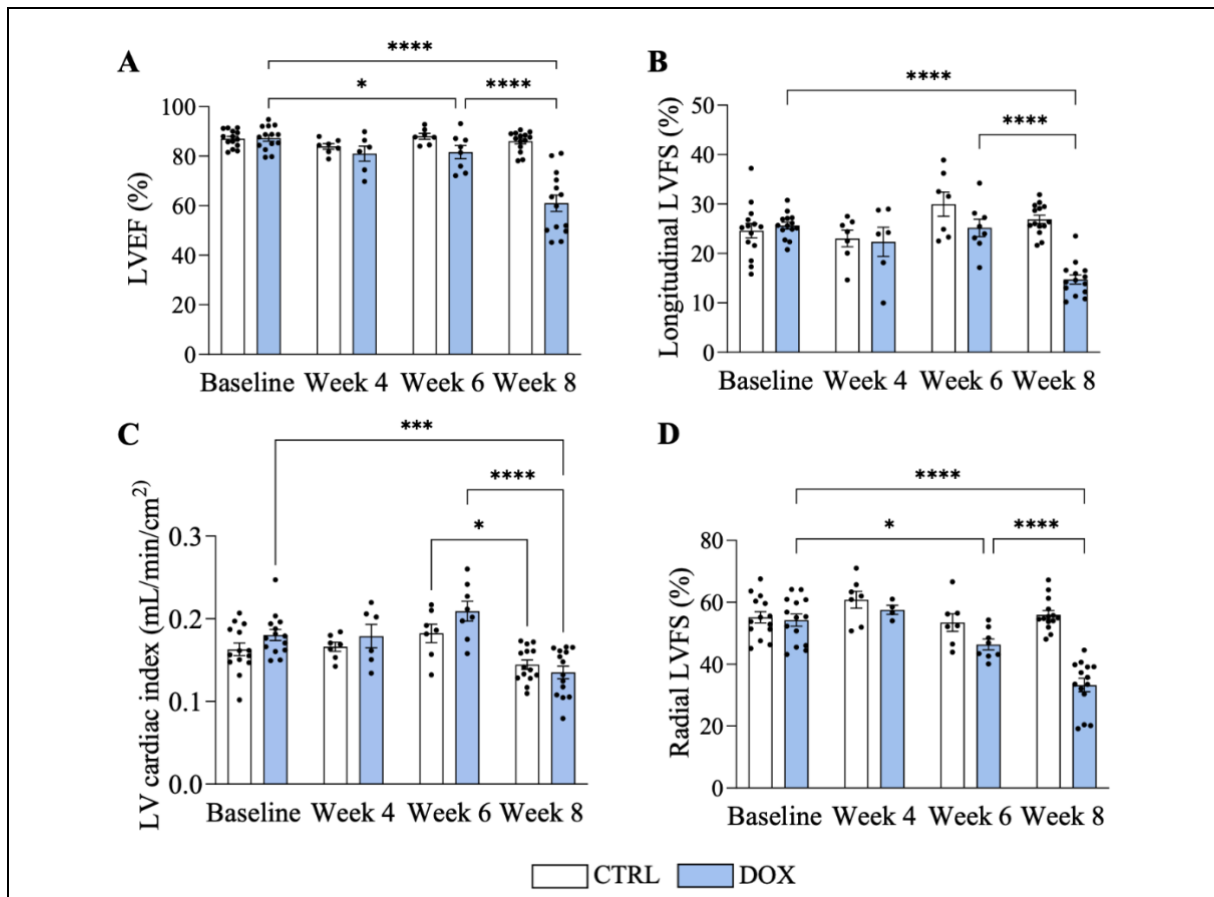 A
****
*
****
LVEF (%)
100
80
60
40
20
0
Baseline Week 4 Week 6 Week 8
B
****
****
Longitudinal LVFS (%)
50
40
30
20
10
0
Baseline Week 4 Week 6 Week 8
C
***
****
*
LV cardiac index (mL/min/cm²)
0.3
0.2
0.1
0.0
Baseline Week 4 Week 6 Week 8
D
****
*
****
Radial LVFS (%)
80
60
40
20
0
Baseline Week 4 Week 6 Week 8
CTRL DOX